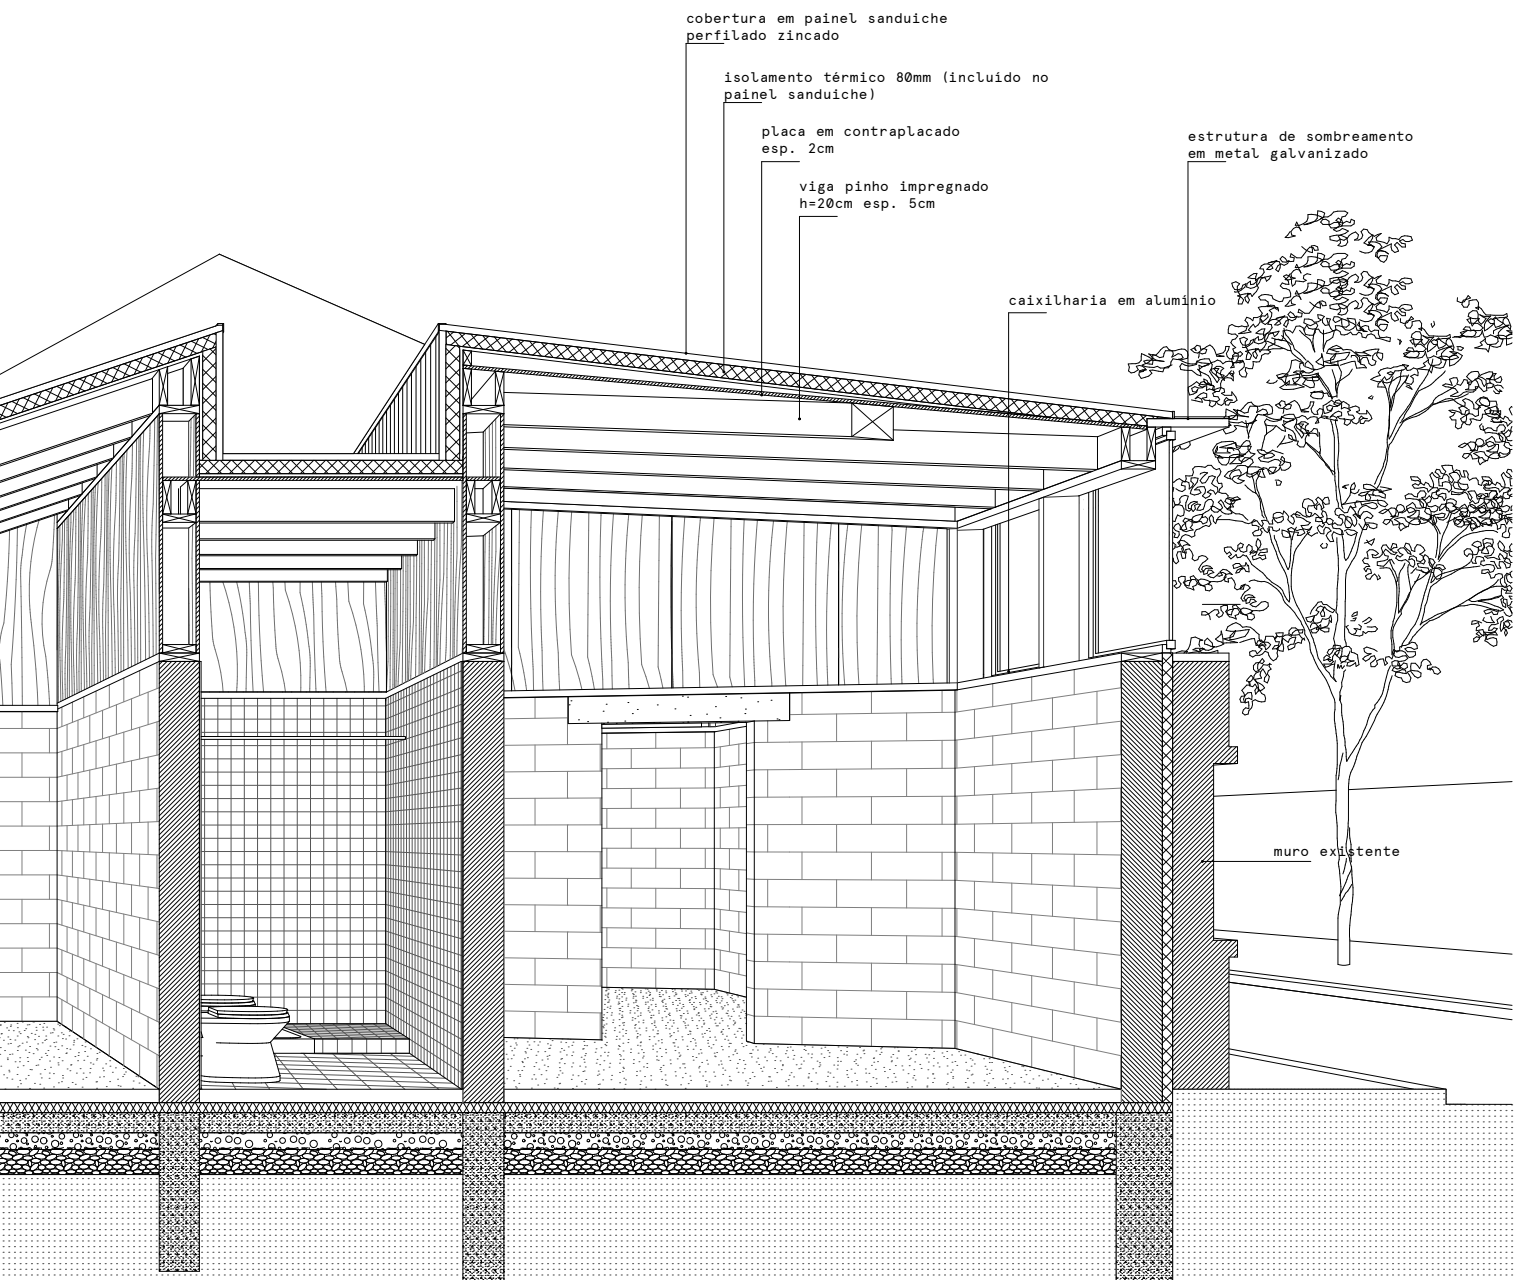 cobertura em painel sanduiche
perfilado zincado
isolamento térmico 80mm (incluído no
painel sanduiche)
placa em contraplacado
esp. 2cm
estrutura de sombreamento
em metal galvanizado
viga pinho impregnado
h=20cm esp. 5cm
caixilharia em alumínio
muro existente